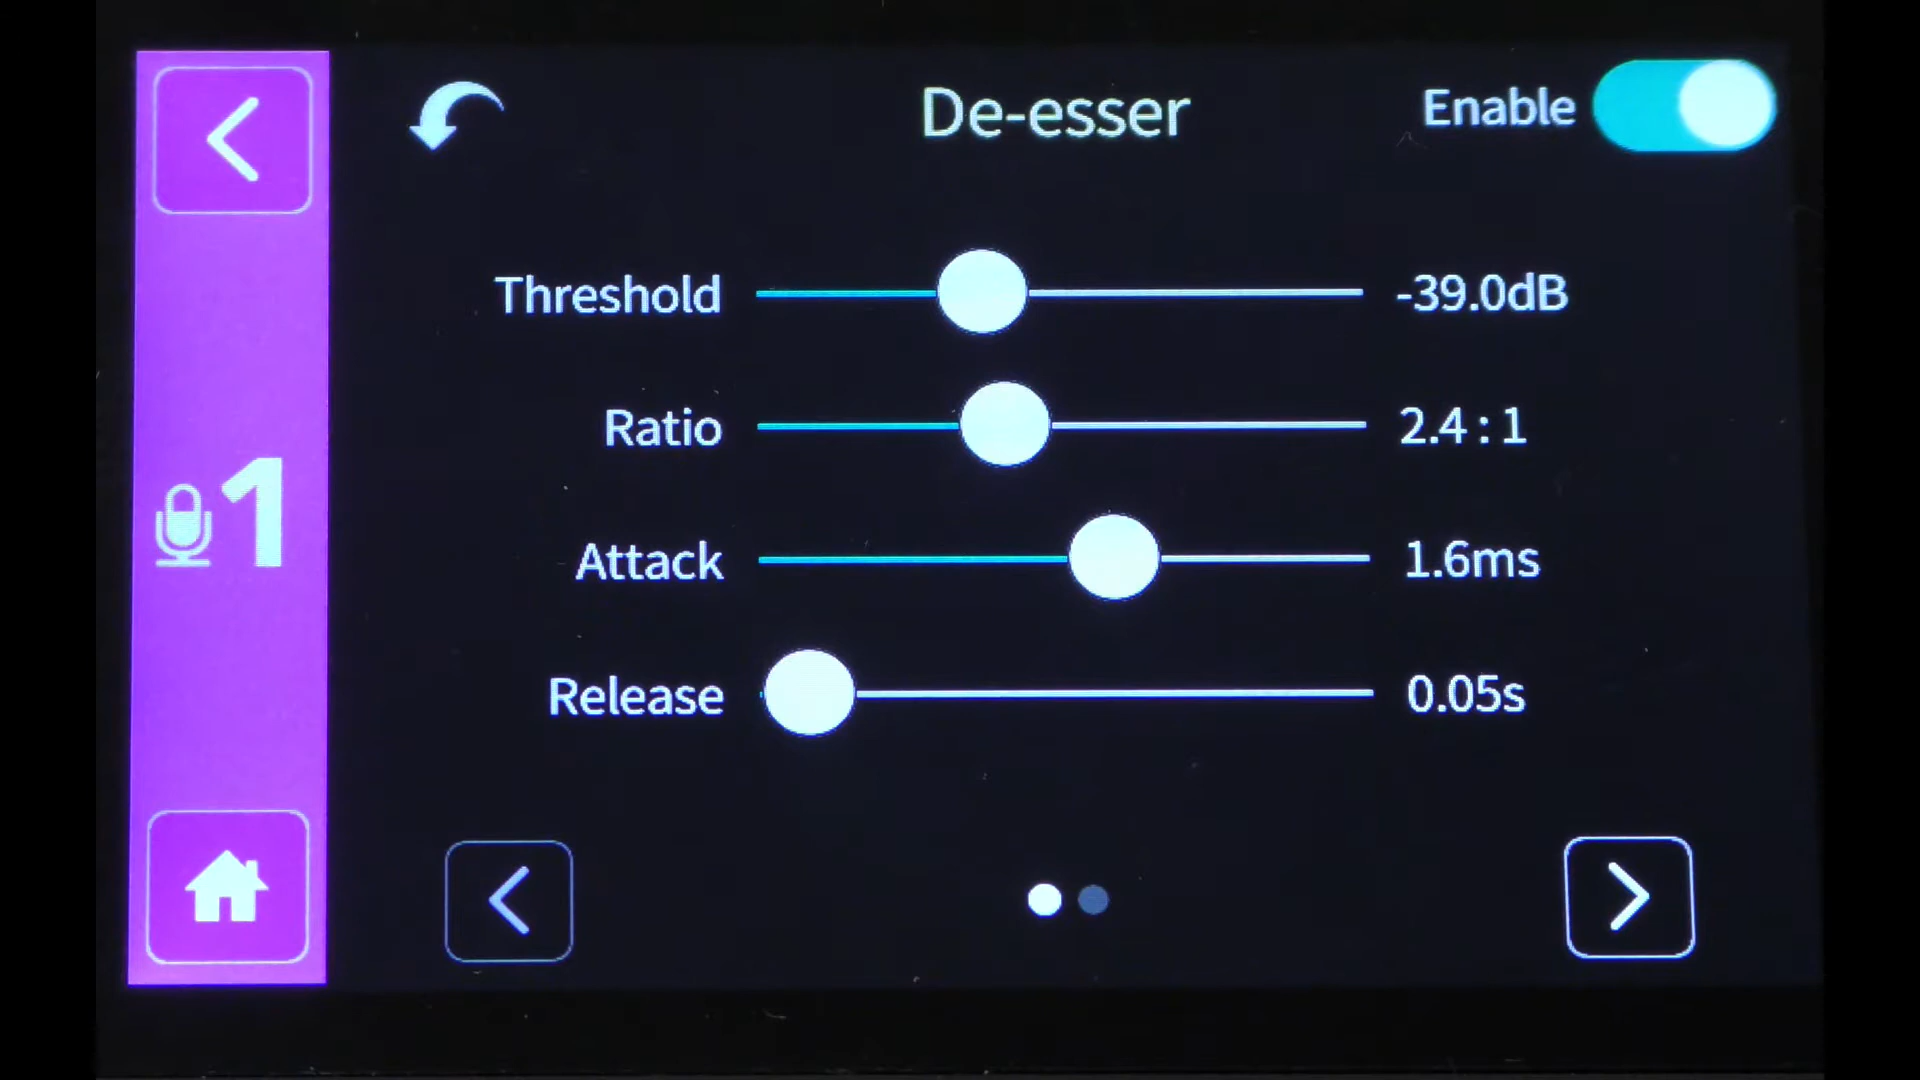 De-esser
Enable
Threshold -39.0dB
Ratio 2.4 : 1
1
Attack 1.6ms
Release 0.05s